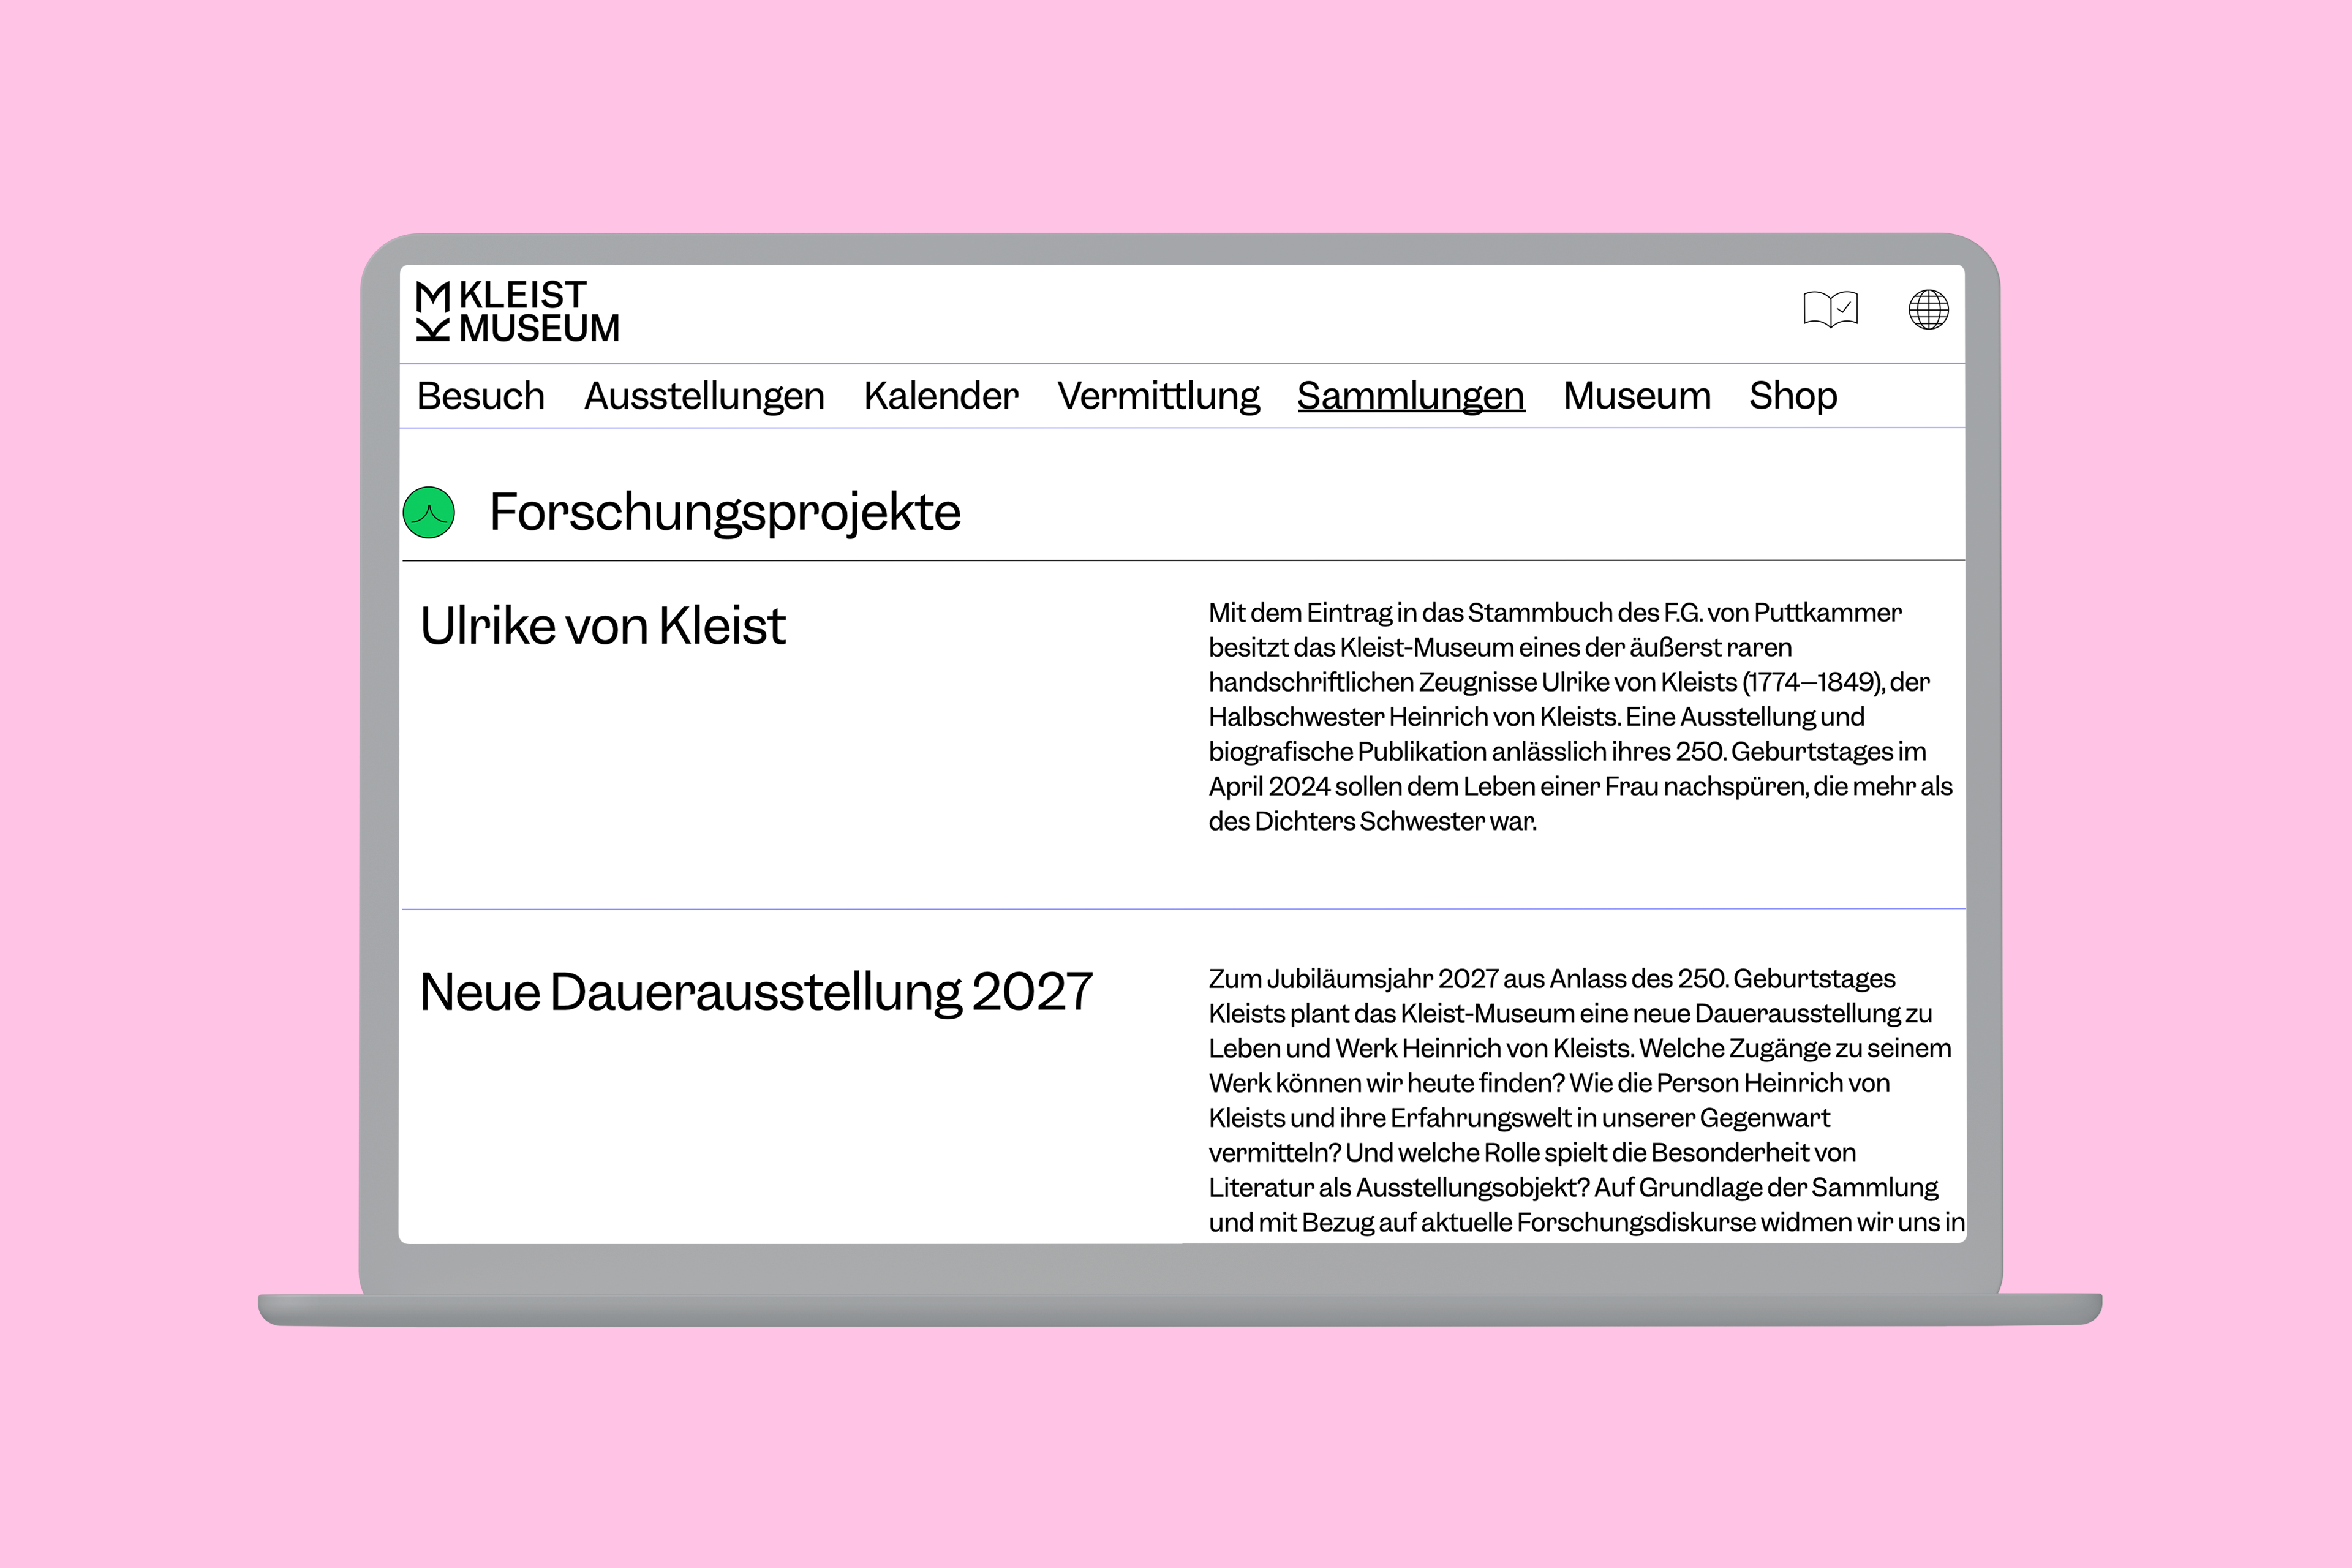 KLEIST
MUSEUM
Besuch Ausstellungen Kalender Vermittlung Sammlungen Museum Shop
Forschungsprojekte
Ulrike von Kleist
Mit dem Eintrag in das Stammbuch des F.G. von Puttkammer
besitzt das Kleist-Museum eines der äußerst raren
handschriftlichen Zeugnisse Ulrike von Kleists (1774–1849), der
Halbschwester Heinrich von Kleists. Eine Ausstellung und
biografische Publikation anlässlich ihres 250. Geburtstages im
April 2024 sollen dem Leben einer Frau nachspüren, die mehr als
des Dichters Schwester war.
Neue Dauerausstellung 2027
Zum Jubiläumsjahr 2027 aus Anlass des 250. Geburtstages
Kleists plant das Kleist-Museum eine neue Dauerausstellung zu
Leben und Werk Heinrich von Kleists. Welche Zugänge zu seinem
Werk können wir heute finden? Wie die Person Heinrich von
Kleists und ihre Erfahrungswelt in unserer Gegenwart
vermitteln? Und welche Rolle spielt die Besonderheit von
Literatur als Ausstellungsobjekt? Auf Grundlage der Sammlung
und mit Bezug auf aktuelle Forschungsdiskurse widmen wir uns in